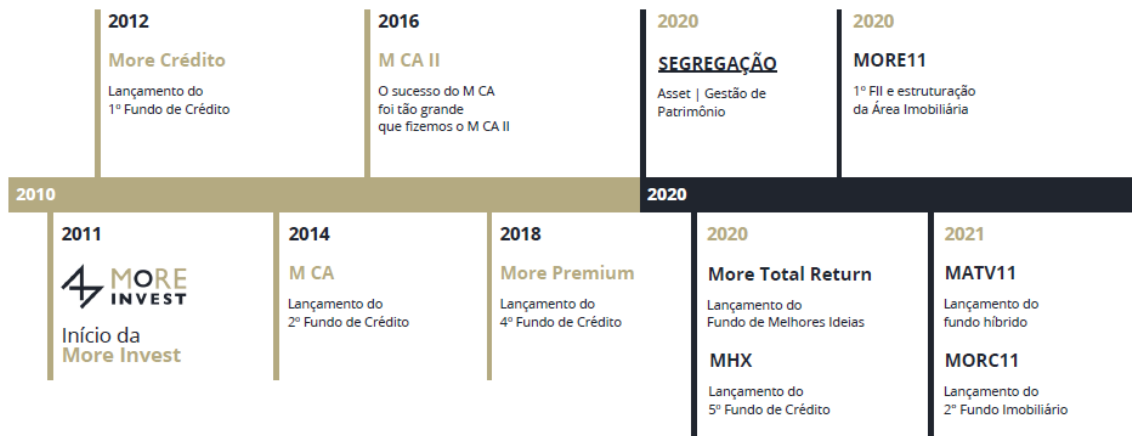 2012
More Crédito
Lançamento do
1º Fundo de Crédito
2016
M CA II
O sucesso do M CA
foi tão grande
que fizemos o M CA II
2020
SEGREGAÇÃO
Asset | Gestão de
Patrimônio
2020
MORE11
1º FII e estruturação
da Área Imobiliária
2010
2020
2011
MORE
INVEST
Início da
More Invest
2014
M CA
Lançamento do
2º Fundo de Crédito
2018
More Premium
Lançamento do
4º Fundo de Crédito
2020
More Total Return
Lançamento do
Fundo de Melhores Ideias
MHX
Lançamento do
5º Fundo de Crédito
2021
MATV11
Lançamento do
fundo híbrido
MORC11
Lançamento do
2º Fundo Imobiliário